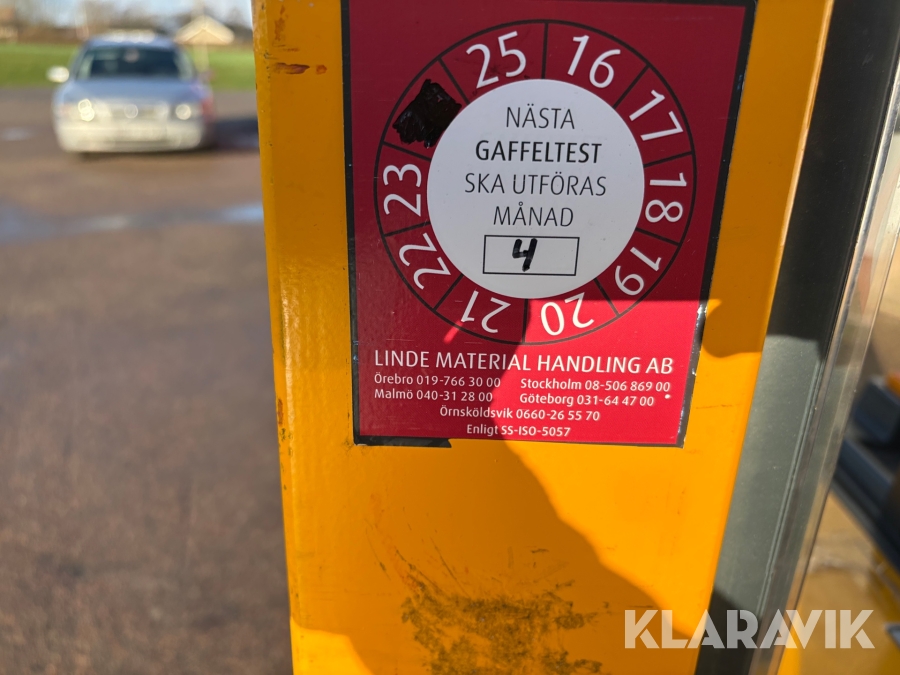 25
16
17
18
19
20
21
22
23
NÄSTA
GAFFELTEST
SKA UTFÖRAS
MÅNAD
4
LINDE MATERIAL HANDLING AB
Örebro 019-766 30 00 Stockholm 08-506 869 00
Malmö 040-31 28 00 Göteborg 031-64 47 00
Örnsköldsvik 0660-26 55 70
Enligt SS-ISO-5057
KLARAVIK